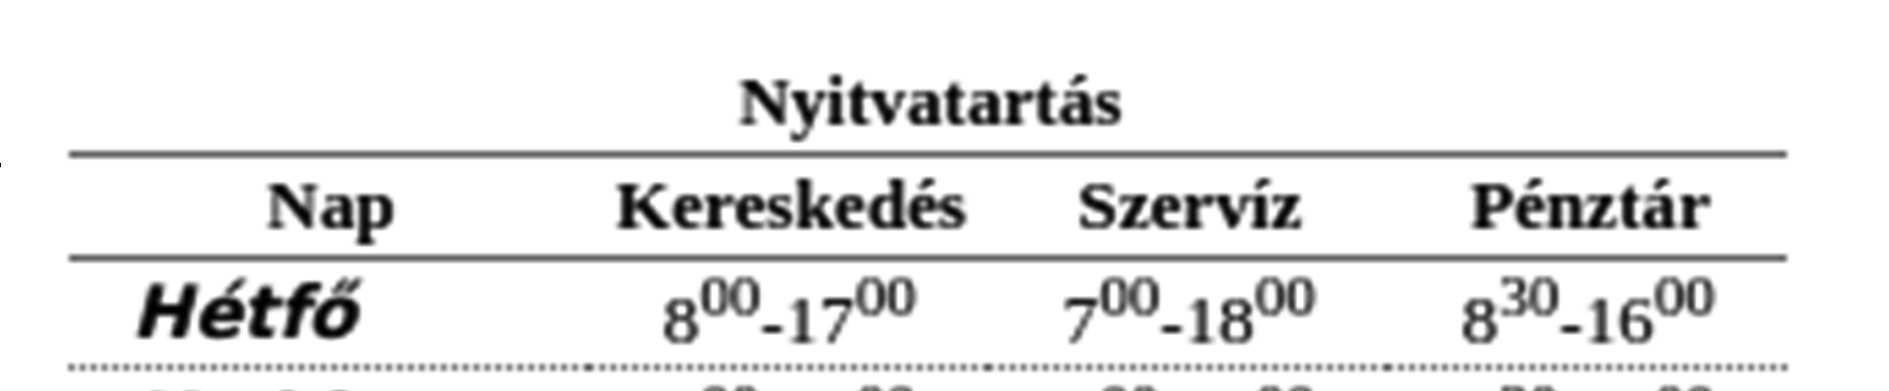 Nyitvatartás
Nap Kereskedés Szervíz Pénztár
Hétfő 8⁰⁰-17⁰⁰ 7⁰⁰-18⁰⁰ 8³⁰-16⁰⁰